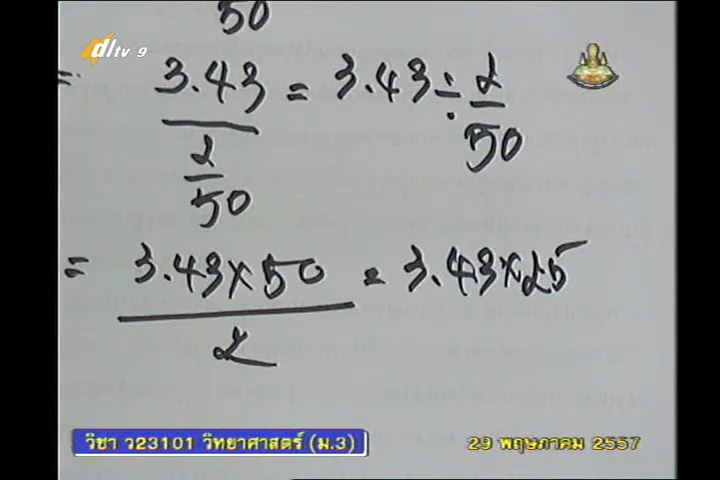 50
dltv 9
= 3.43 = 3.43 ÷ 2
2 50
50
= 3.43 × 50 = 3.43 × 25
2
วิชา ว23101 วิทยาศาสตร์ (ม.3) 29 พฤษภาคม 2557